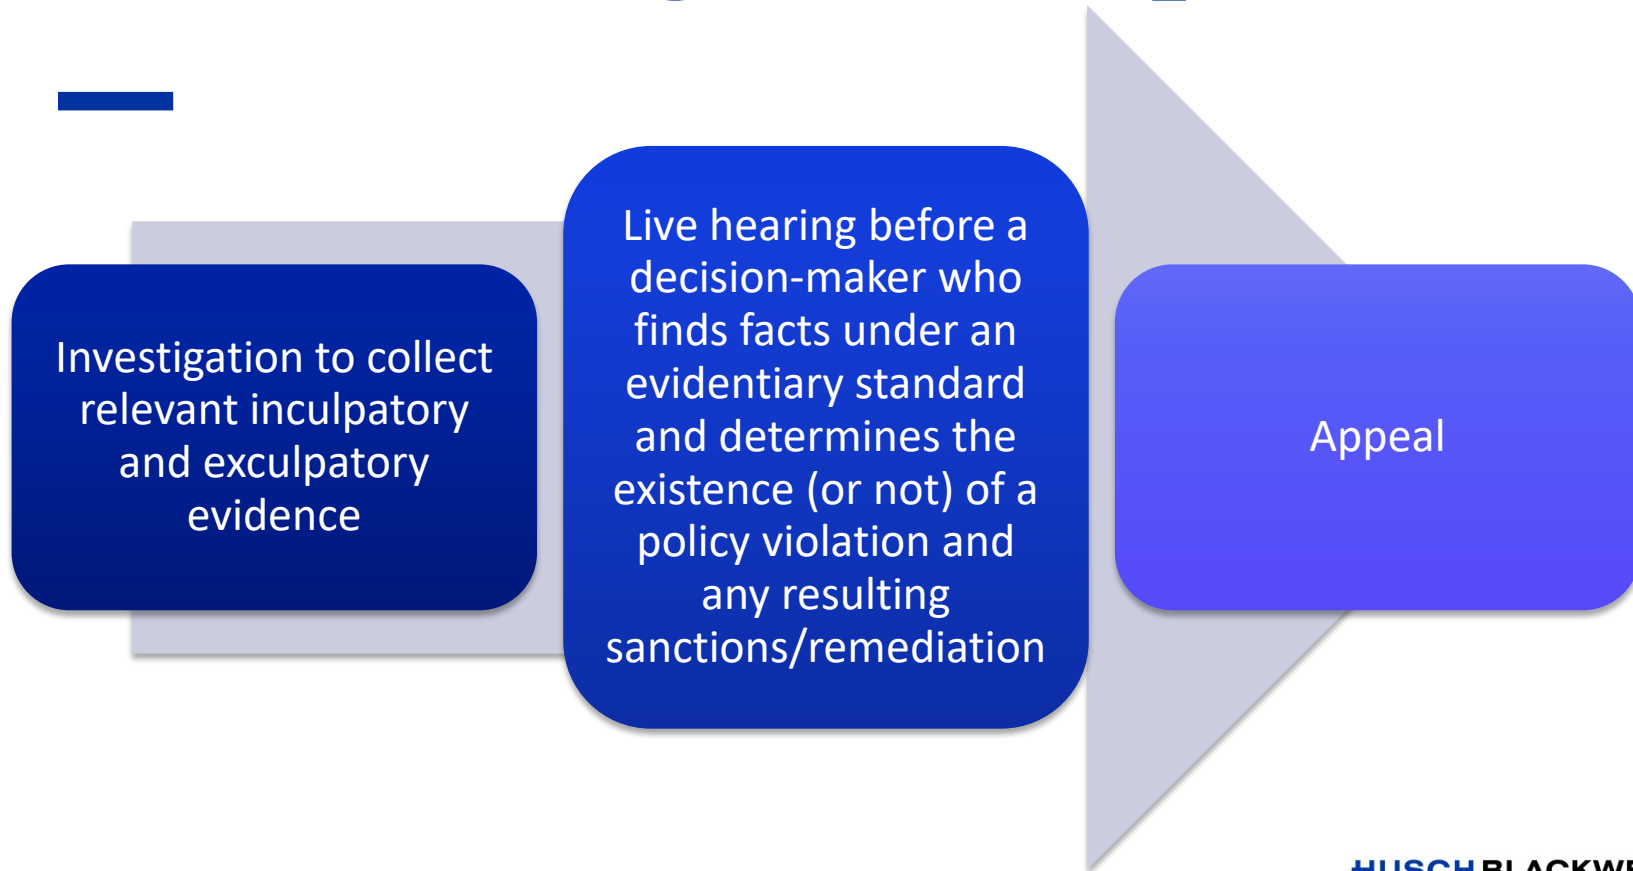 Investigation to collect
relevant inculpatory
and exculpatory
evidence
Live hearing before a
decision-maker who
finds facts under an
evidentiary standard
and determines the
existence (or not) of a
policy violation and
any resulting
sanctions/remediation
Appeal
HUSCH